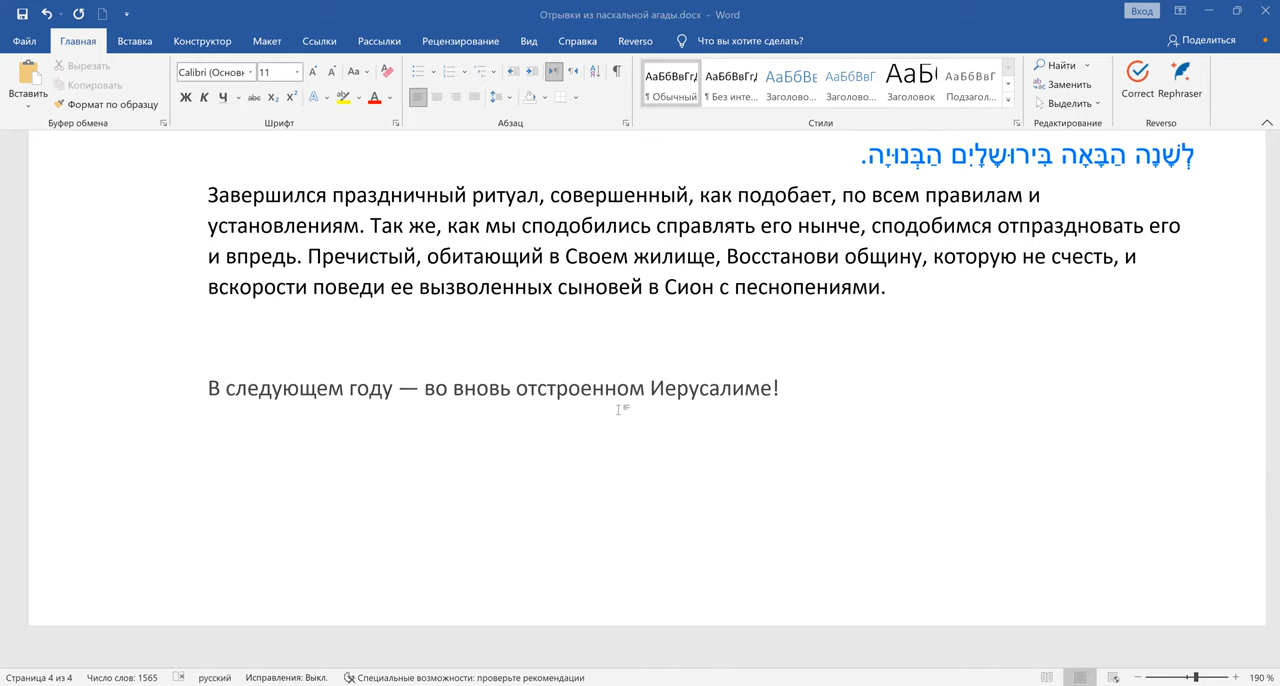 Отрывки из пасхальной агады.docx - Word
Вход
Файл Главная Вставка Конструктор Макет Ссылки Рассылки Рецензирование Вид Справка Reverso Что вы хотите сделать? Поделиться
Вставить
Вырезать
Копировать
Формат по образцу
Буфер обмена
Calibri (Основн 11
Ж К Ч abc X₂ X²
Шрифт
Абзац
АаБбВвГг, АаБбВвГг, АаБбВв АаБбВвГ АаБб АаБбВвГ
¶ Обычный ¶ Без инте... Заголово... Заголово... Заголовок Подзагол...
Стили
Найти
Заменить
Выделить
Редактирование
Correct Rephraser
Reverso
לְשָׁנָה הַבָּאָה בִּירוּשָׁלָיִם הַבְּנוּיָה.
Завершился праздничный ритуал, совершенный, как подобает, по всем правилам и
установлениям. Так же, как мы сподобились справлять его нынче, сподобимся отпраздновать его
и впредь. Пречистый, обитающий в Своем жилище, Восстанови общину, которую не счесть, и
вскорости поведи ее вызволенных сыновей в Сион с песнопениями.
В следующем году — во вновь отстроенном Иерусалиме!
Страница 4 из 4 Число слов: 1565 русский Исправления: Выкл. Специальные возможности: проверьте рекомендации 190 %